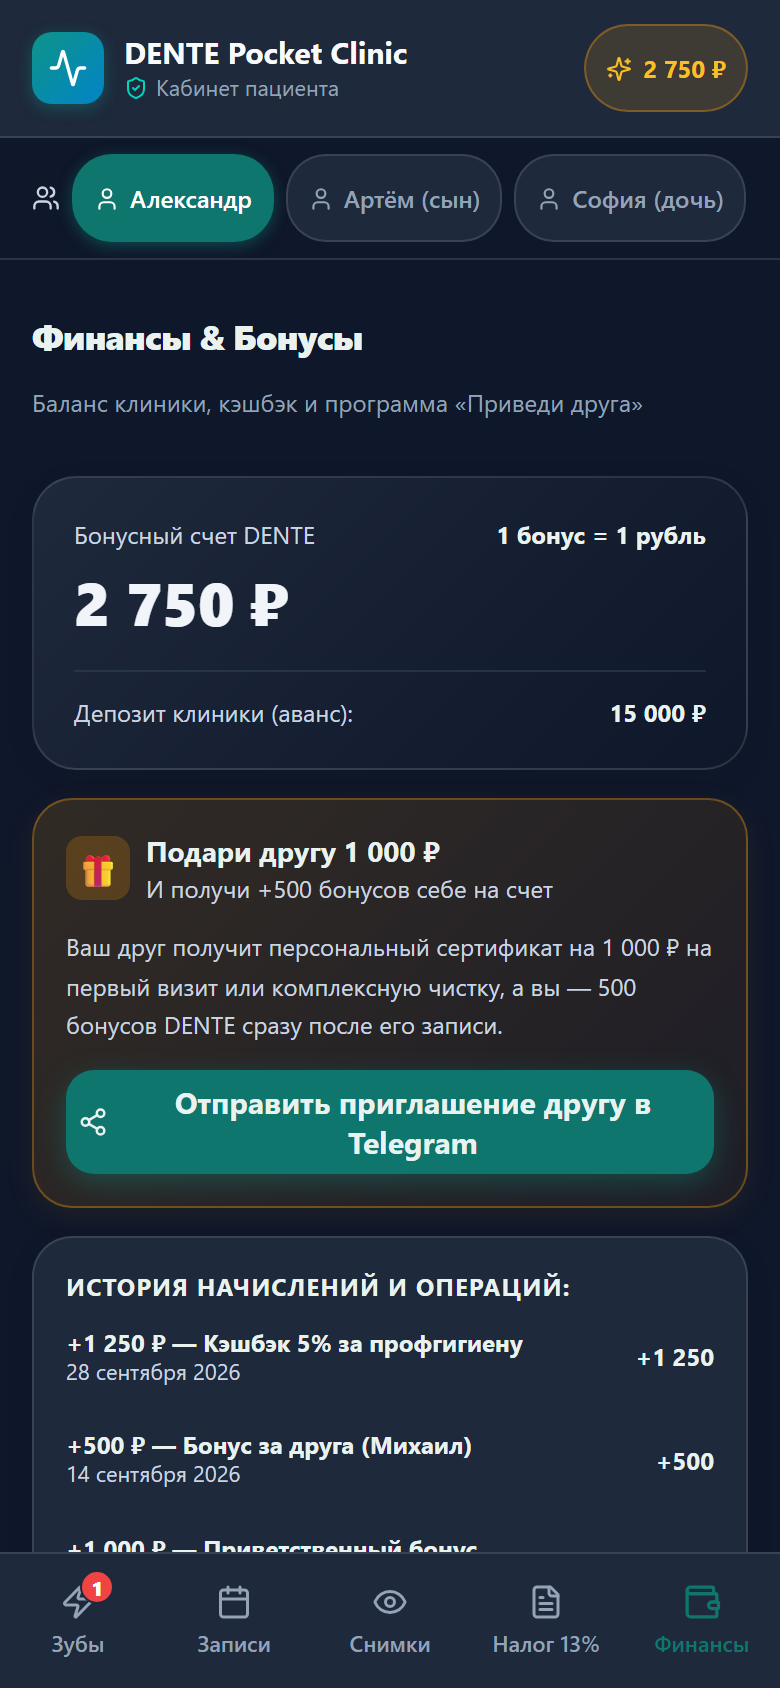 DENTE Pocket Clinic
Кабинет пациента
2 750 ₽
Александр
Артём (сын)
София (дочь)
Финансы & Бонусы
Баланс клиники, кэшбэк и программа «Приведи друга»
Бонусный счет DENTE
1 бонус = 1 рубль
2 750 ₽
Депозит клиники (аванс):
15 000 ₽
Подари другу 1 000 ₽
И получи +500 бонусов себе на счет
Ваш друг получит персональный сертификат на 1 000 ₽ на
первый визит или комплексную чистку, а вы — 500
бонусов DENTE сразу после его записи.
Отправить приглашение другу в
Telegram
ИСТОРИЯ НАЧИСЛЕНИЙ И ОПЕРАЦИЙ:
+1 250 ₽ — Кэшбэк 5% за профгигиену
28 сентября 2026
+1 250
+500 ₽ — Бонус за друга (Михаил)
14 сентября 2026
+500
+1 000 ₽ — Приветственный бонус
1
Зубы
Записи
Снимки
Налог 13%
Финансы